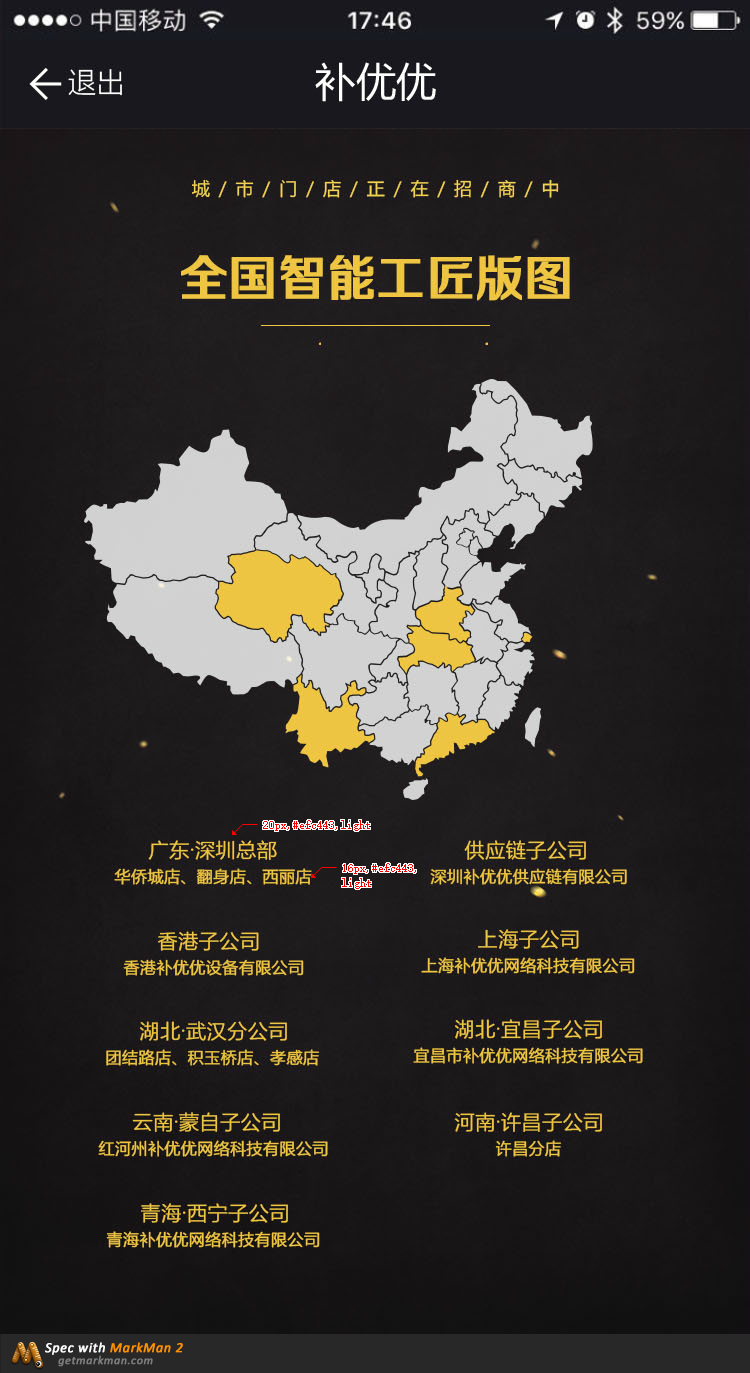 中国移动 17:46 59%
退出 补优优
城/市/门/店/正/在/招/商/中
全国智能工匠版图
20px,#efc443,light
广东·深圳总部
华侨城店、翻身店、西丽店
16px,#efc443,
light
供应链子公司
深圳补优优供应链有限公司
香港子公司
香港补优优设备有限公司
上海子公司
上海补优优网络科技有限公司
湖北·武汉分公司
团结路店、积玉桥店、孝感店
湖北·宜昌子公司
宜昌市补优优网络科技有限公司
云南·蒙自子公司
红河州补优优网络科技有限公司
河南·许昌子公司
许昌分店
青海·西宁子公司
青海补优优网络科技有限公司
Spec with MarkMan 2
getmarkman.com